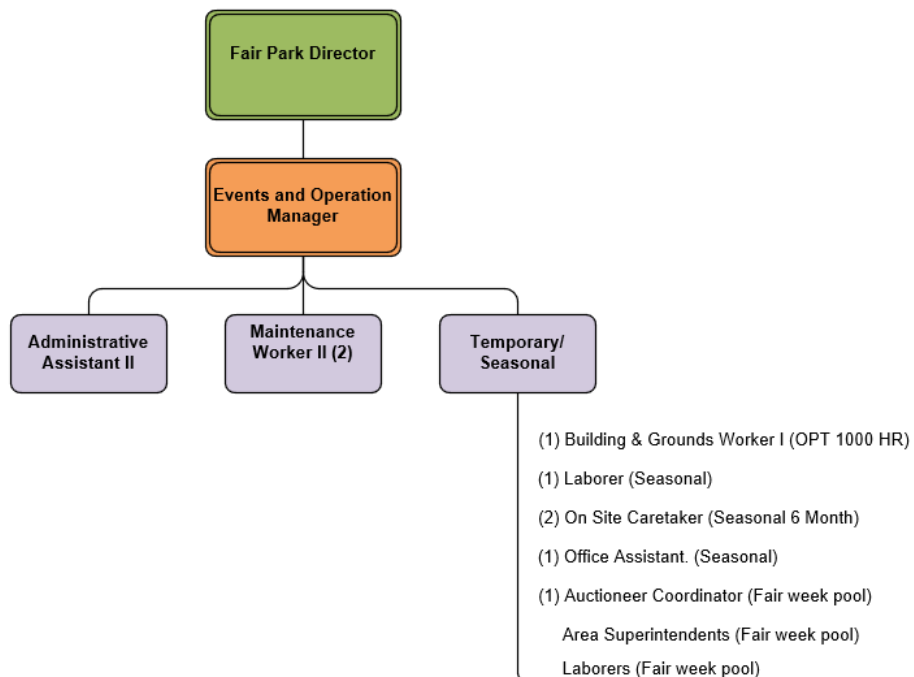 Fair Park Director
Events and Operation
Manager
Administrative
Assistant II
Maintenance
Worker II (2)
Temporary/
Seasonal
(1) Building & Grounds Worker I (OPT 1000 HR)
(1) Laborer (Seasonal)
(2) On Site Caretaker (Seasonal 6 Month)
(1) Office Assistant. (Seasonal)
(1) Auctioneer Coordinator (Fair week pool)
Area Superintendents (Fair week pool)
Laborers (Fair week pool)